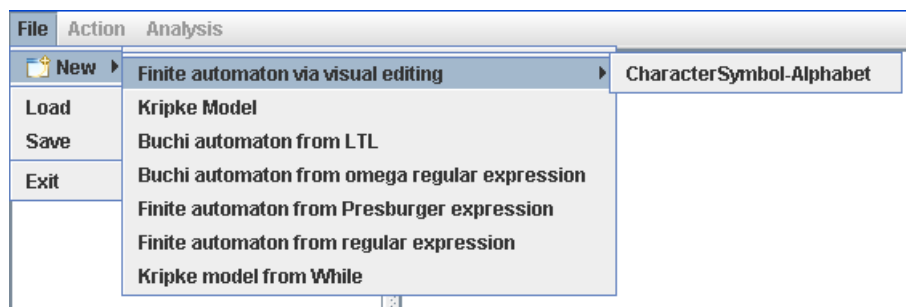 File Action Analysis
New
Finite automaton via visual editing
CharacterSymbol-Alphabet
Load
Kripke Model
Save
Buchi automaton from LTL
Exit
Buchi automaton from omega regular expression
Finite automaton from Presburger expression
Finite automaton from regular expression
Kripke model from While